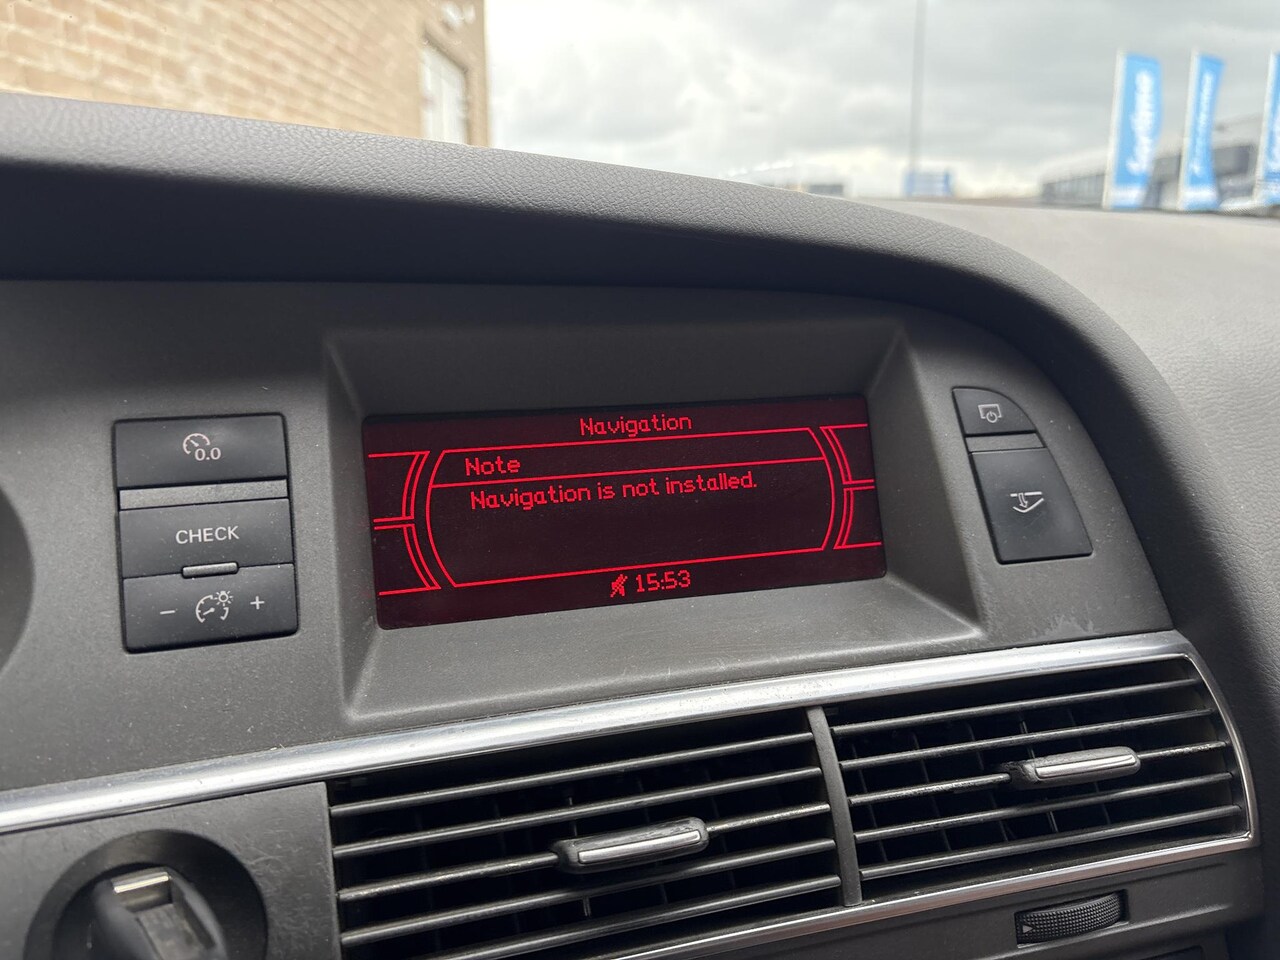 Navigation
Note
Navigation is not installed.
15:53
0.0
CHECK
- +